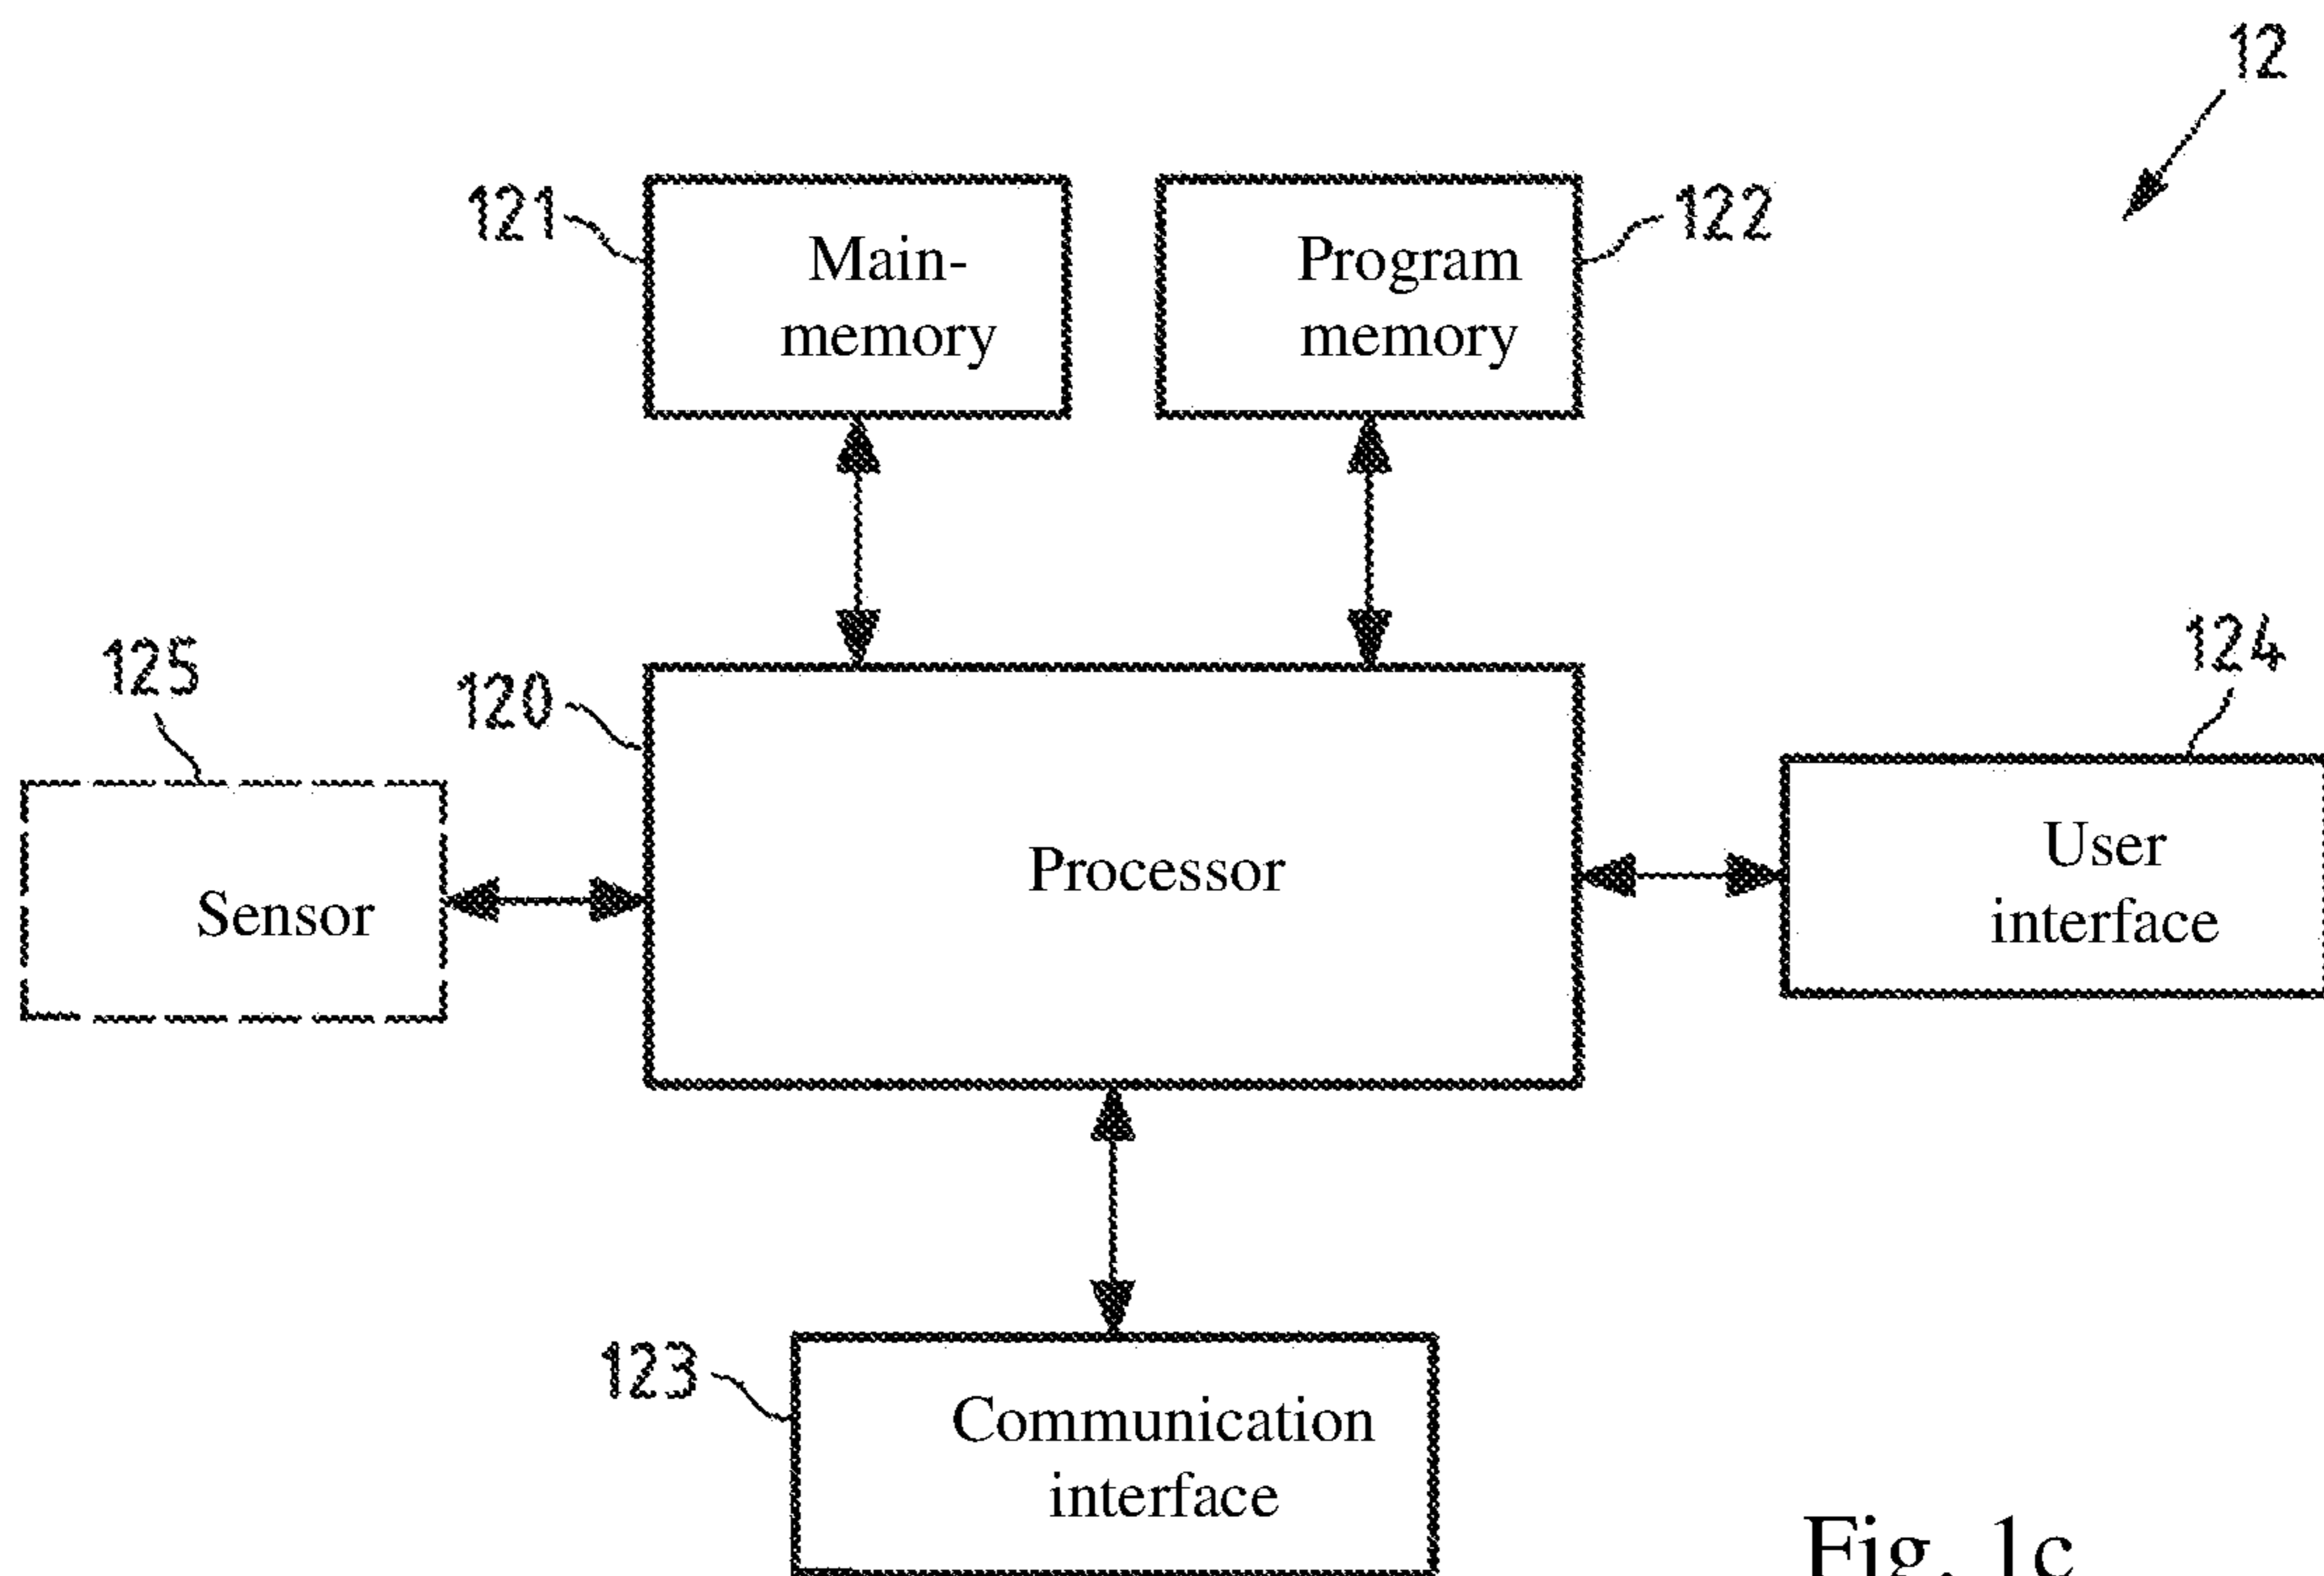 12
121
Main-
memory
Program
memory
122
125
120
124
Sensor
Processor
User
interface
123
Communication
interface
Fig. 1c